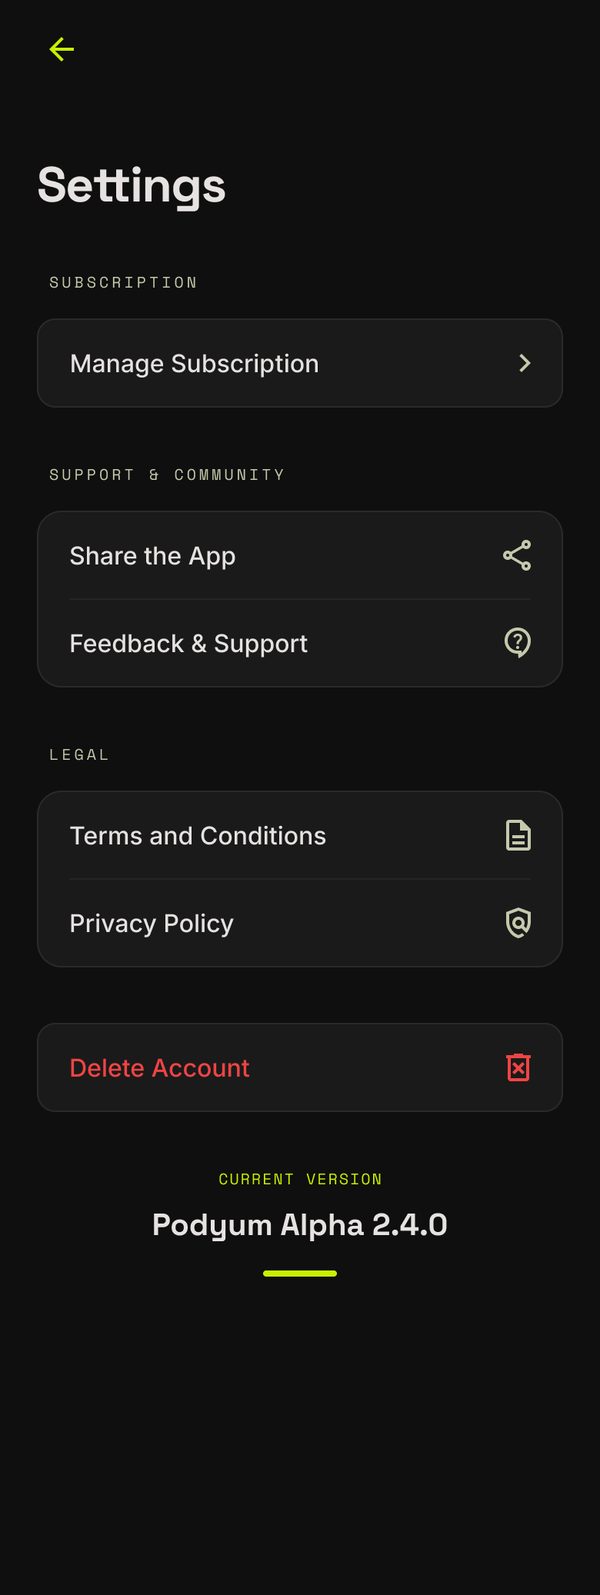 Settings
SUBSCRIPTION
Manage Subscription
SUPPORT & COMMUNITY
Share the App
Feedback & Support
LEGAL
Terms and Conditions
Privacy Policy
Delete Account
CURRENT VERSION
Podyum Alpha 2.4.0